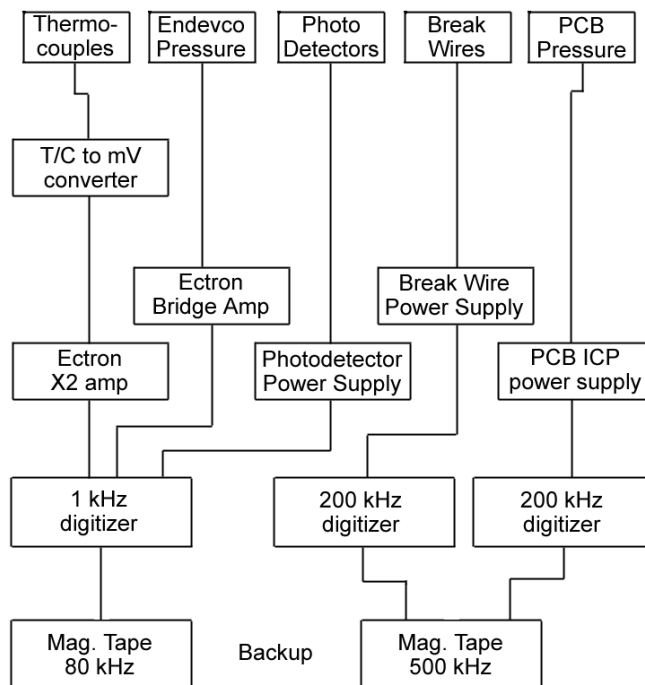 Thermo-
couples
Endevco
Pressure
Photo
Detectors
Break
Wires
PCB
Pressure
T/C to mV
converter
Ectron
Bridge Amp
Break Wire
Power Supply
Ectron
X2 amp
Photodetector
Power Supply
PCB ICP
power supply
1 kHz
digitizer
200 kHz
digitizer
200 kHz
digitizer
Mag. Tape
80 kHz
Backup
Mag. Tape
500 kHz